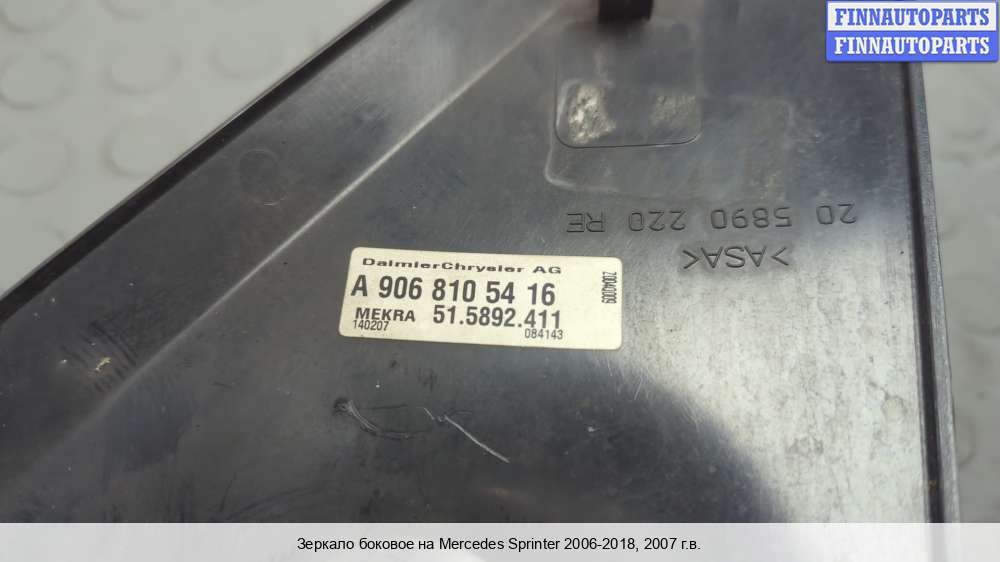 FINNAUTOPARTS
FINNAUTOPARTS
20 5890 220 RE
>ASA<
DaimlerChrysler AG
A 906 810 54 16
MEKRA 51.5892.411
140207
084143
Зеркало боковое на Mercedes Sprinter 2006-2018, 2007 г.в.